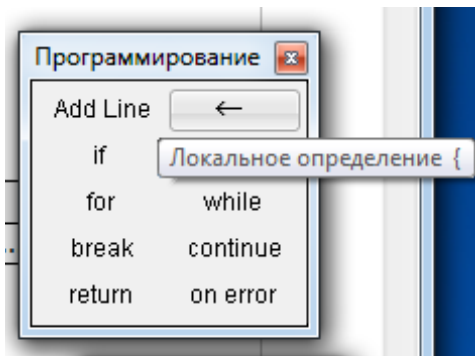 Программирование
Add Line ←
if Локальное определение {
for while
break continue
return on error